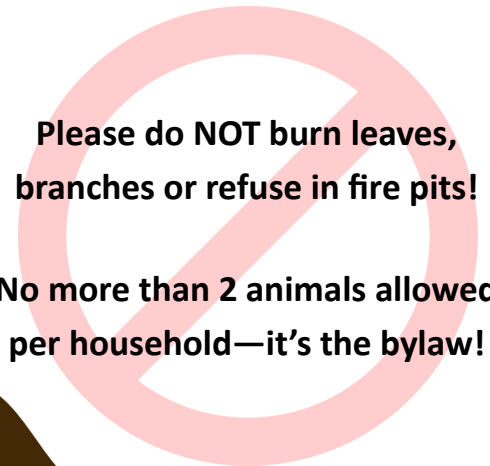 Please do NOT burn leaves,
branches or refuse in fire pits!
No more than 2 animals allowed
per household—it's the bylaw!